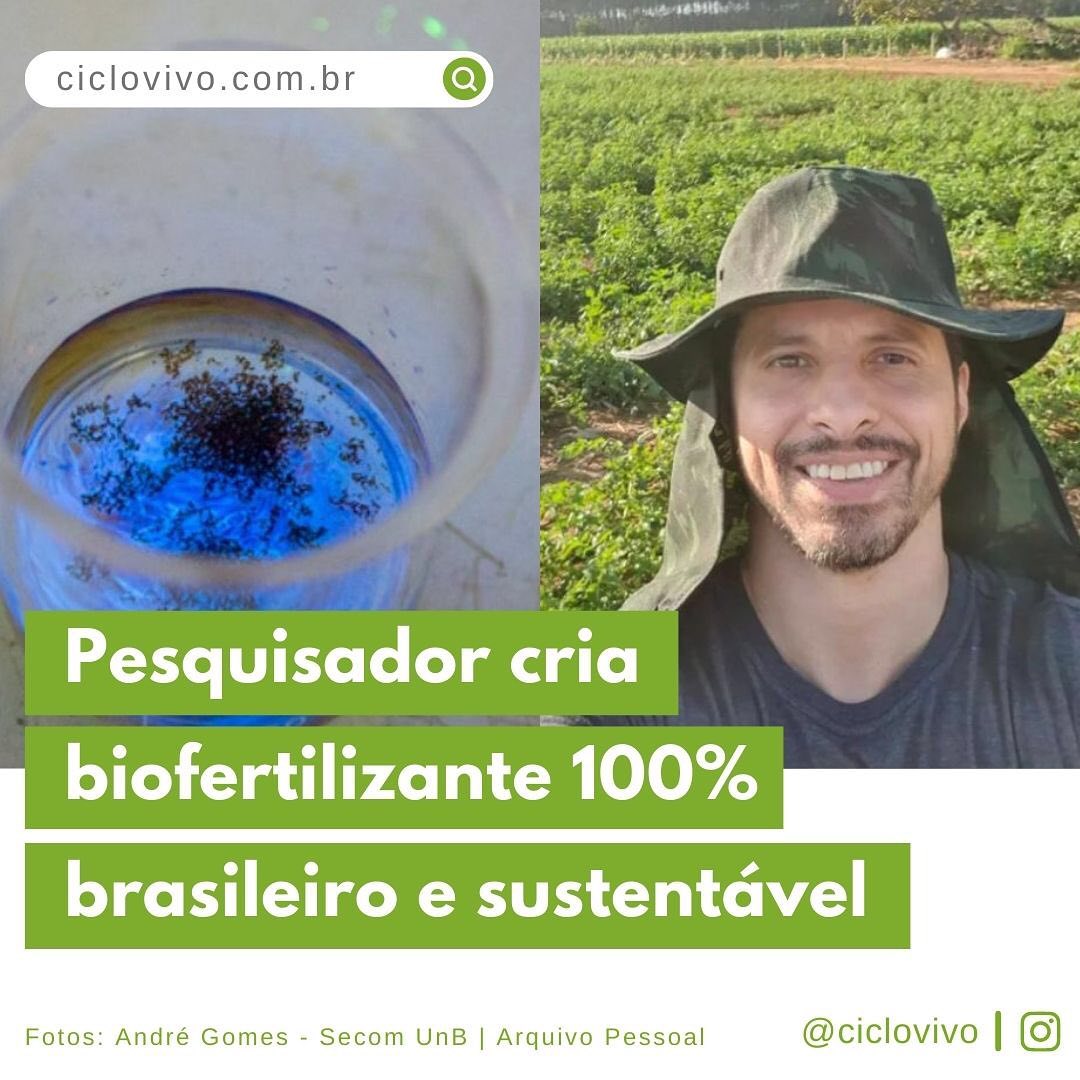 ciclovivo.com.br
Pesquisador cria
biofertilizante 100%
brasileiro e sustentável
Fotos: André Gomes - Secom UnB | Arquivo Pessoal
@ciclovivo |